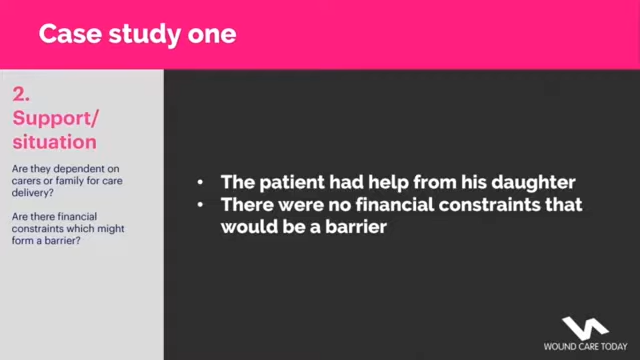 Case study one
2.
Support/
situation
Are they dependent on
carers or family for care
delivery?
Are there financial
constraints which might
form a barrier?
• The patient had help from his daughter
• There were no financial constraints that
would be a barrier
WOUND CARE TODAY